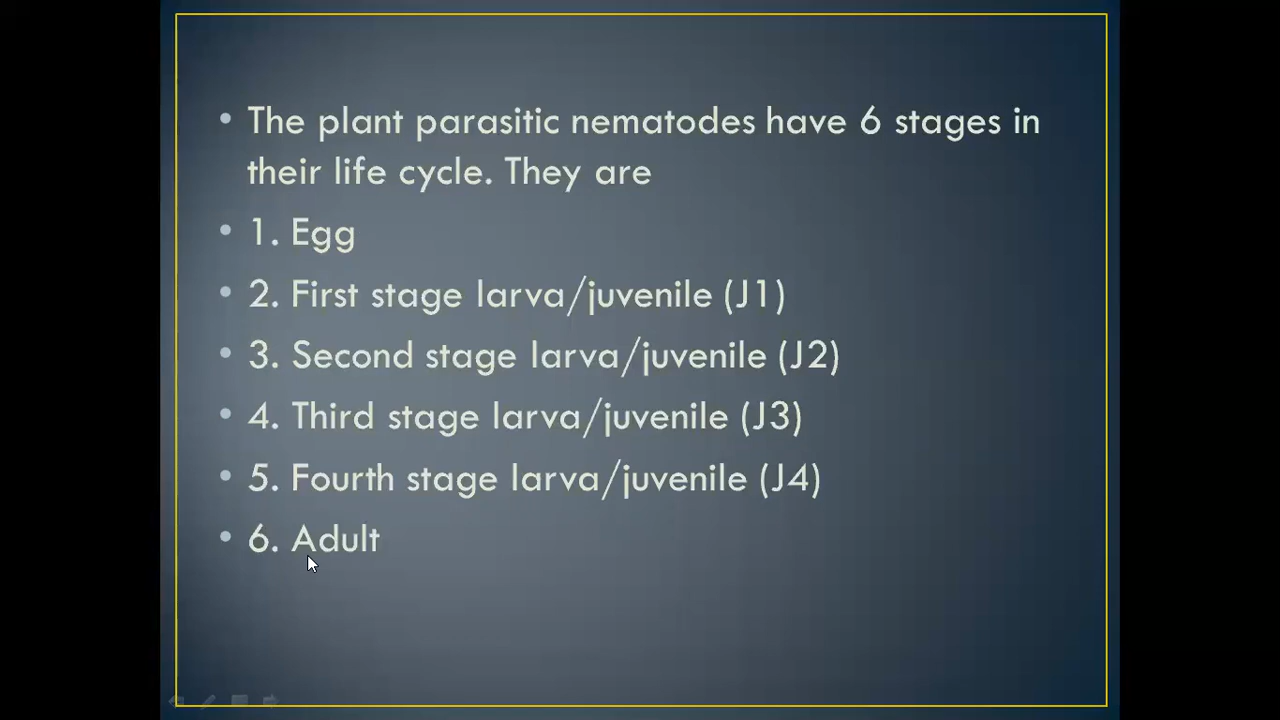 • The plant parasitic nematodes have 6 stages in
their life cycle. They are
• 1. Egg
• 2. First stage larva/juvenile (J1)
• 3. Second stage larva/juvenile (J2)
• 4. Third stage larva/juvenile (J3)
• 5. Fourth stage larva/juvenile (J4)
• 6. Adult